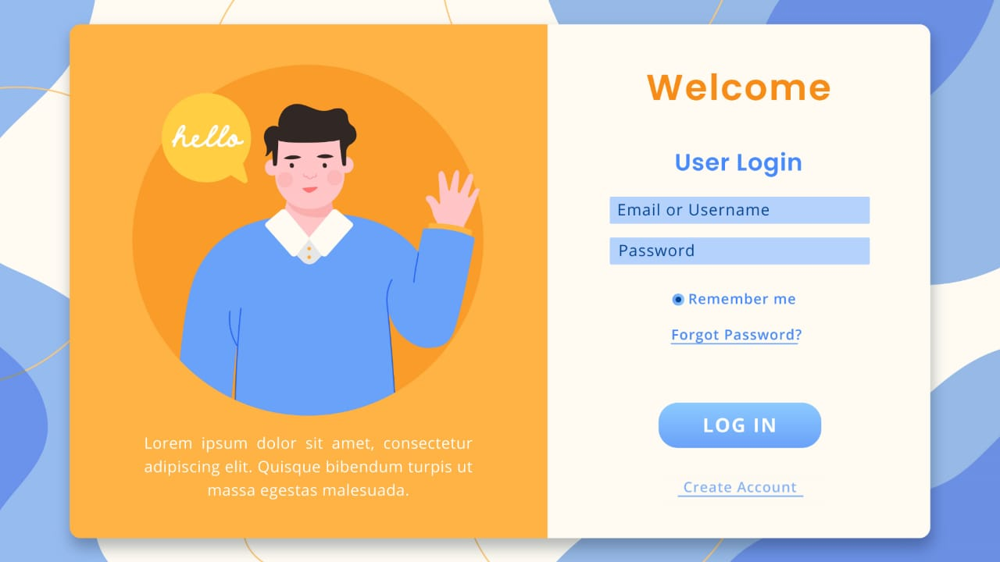 hello
Lorem ipsum dolor sit amet, consectetur
adipiscing elit. Quisque bibendum turpis ut
massa egestas malesuada.
Welcome
User Login
Email or Username
Password
Remember me
Forgot Password?
LOG IN
Create Account